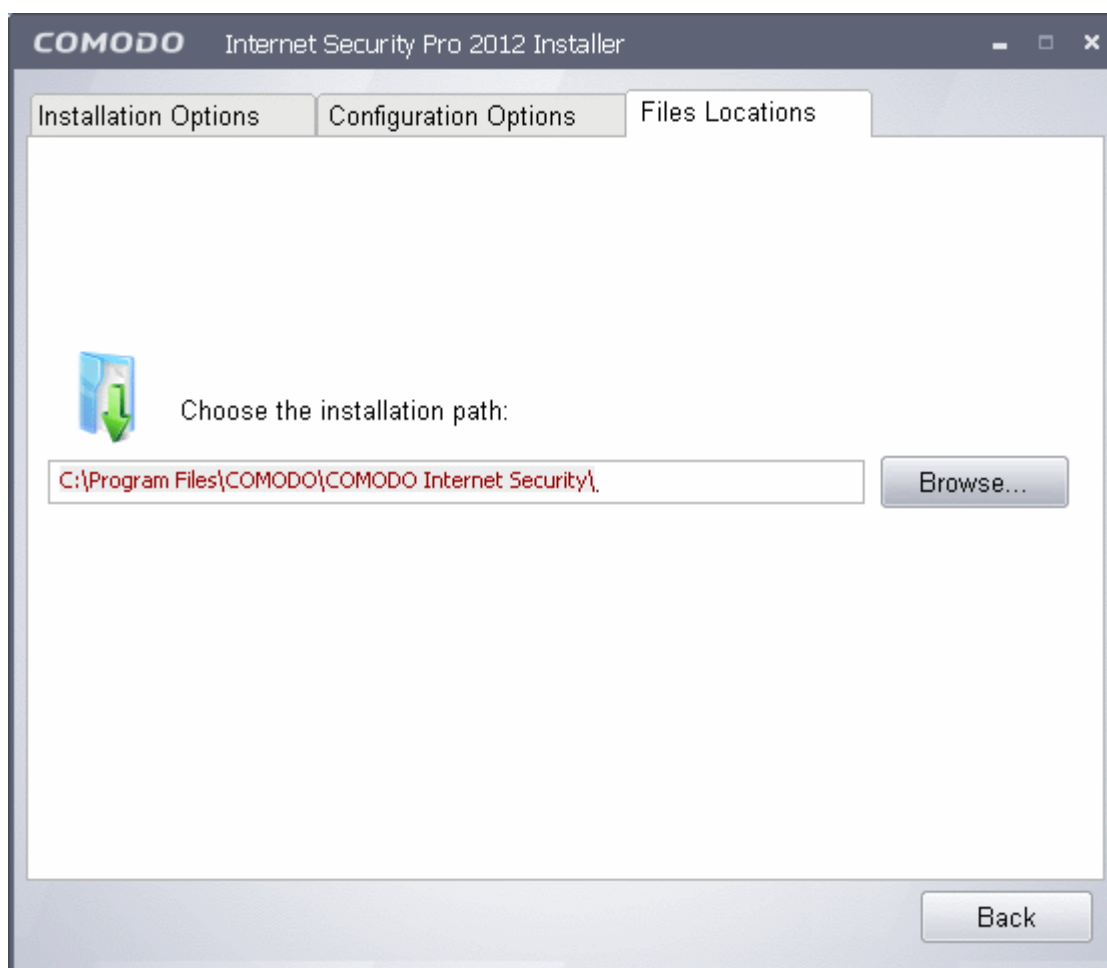 COMODO Internet Security Pro 2012 Installer
Installation Options Configuration Options Files Locations
Choose the installation path:
C:\Program Files\COMODO\COMODO Internet Security\
Browse...
Back